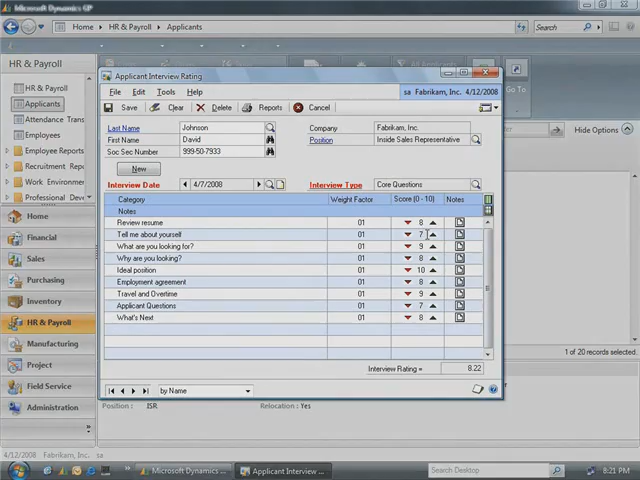 Microsoft Dynamics GP
Home
HR & Payroll
Applicants
Search
HR & Payroll
HR & Payroll
Applicants
Attendance Trans
Employees
Employee Reports
Recruitment Repo
Work Environmen
Professional Devel
Home
Financial
Sales
Purchasing
Inventory
HR & Payroll
Manufacturing
Project
Field Service
Administration
Go To
Hide Options
1 of 20 records selected.
Applicant Interview Rating
File Edit Tools Help
sa Fabrikam, Inc. 4/12/2008
Save Clear Delete Reports Cancel
Last Name Johnson Company Fabrikam, Inc.
First Name David Position Inside Sales Representative
Soc Sec Number 999-50-7933
New
Interview Date 4/7/2008 Interview Type Core Questions
Category Weight Factor Score [0 - 10] Notes
Notes
Review resume 01 8
Tell me about yourself 01 7
What are you looking for? 01 9
Why are you looking? 01 8
Ideal position 01 10
Employment agreement 01 8
Travel and Overtime 01 9
Applicant Questions 01 7
What's Next 01 8
Interview Rating = 8.22
by Name
Position : ISR Relocation : Yes
4/12/2008 Fabrikam, Inc. sa
Microsoft Dynamics ...
Applicant Interview ...
Search Desktop
8:21 PM